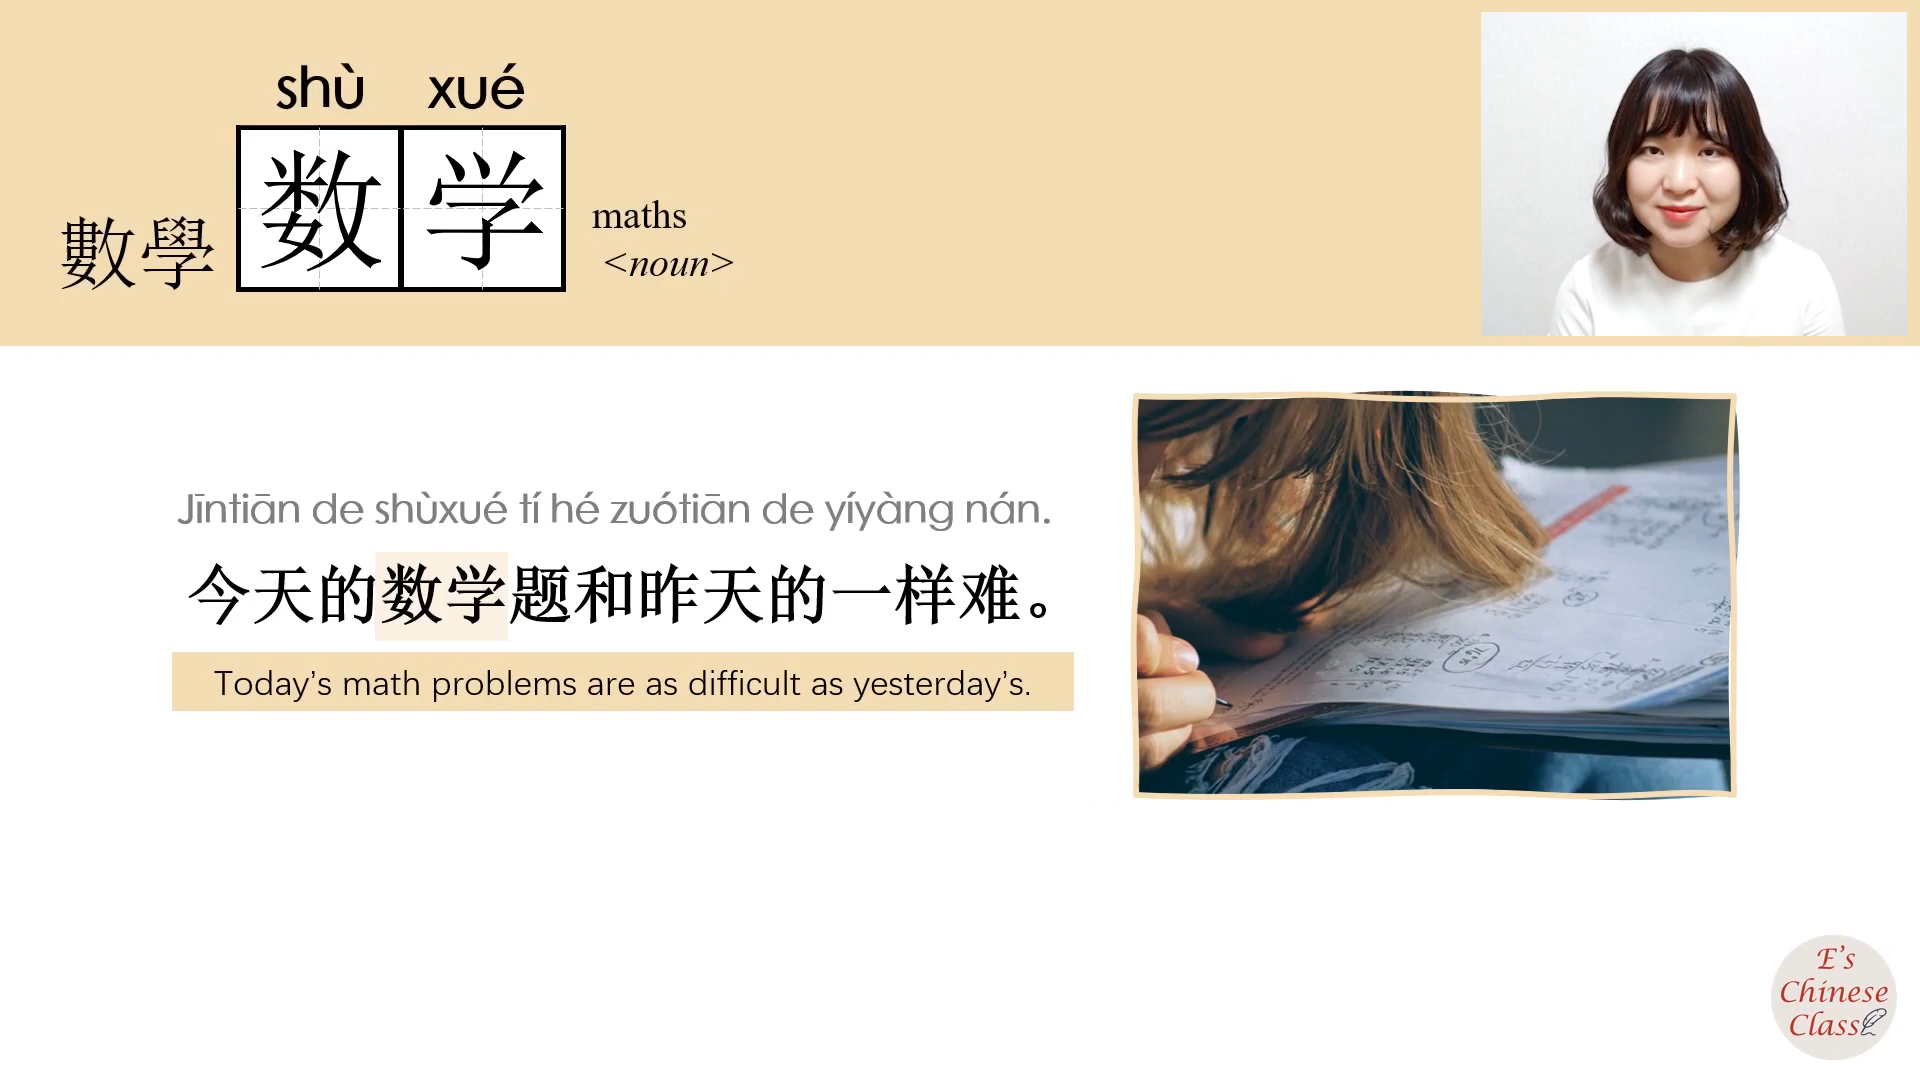 shù xué
數學 数学
maths
<noun>
Jīntiān de shùxué tí hé zuótiān de yíyàng nán.
今天的数学题和昨天的一样难。
Today’s math problems are as difficult as yesterday’s.
E’s
Chinese
Class